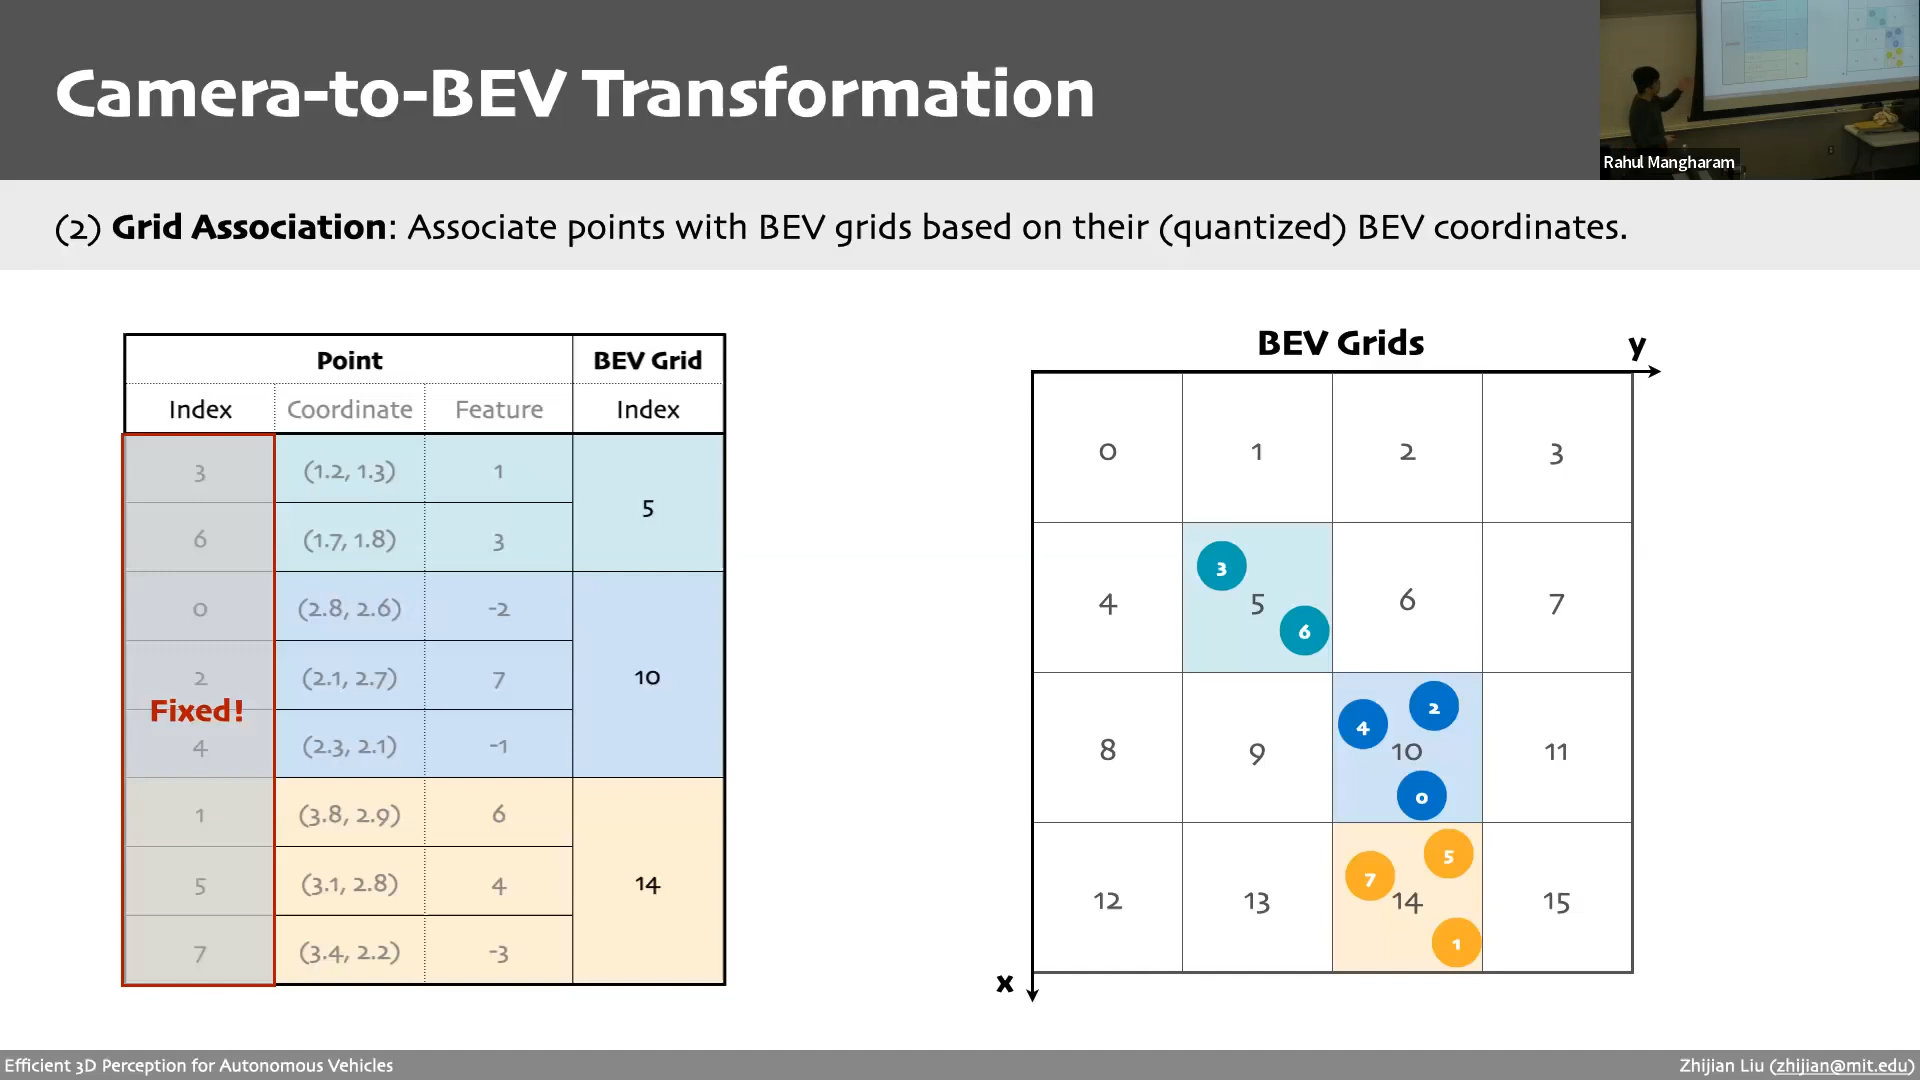 Camera-to-BEV Transformation
Rahul Mangharam
(2) Grid Association: Associate points with BEV grids based on their (quantized) BEV coordinates.
Point BEV Grid
Index Coordinate Feature Index
3 (1.2, 1.3) 1
5
6 (1.7, 1.8) 3
0 (2.8, 2.6) -2
2 (2.1, 2.7) 7 10
Fixed!
4 (2.3, 2.1) -1
1 (3.8, 2.9) 6
5 (3.1, 2.8) 4 14
7 (3.4, 2.2) -3
BEV Grids
y
0 1 2 3
3
4 5 6 7
6
4 2
8 9 10 11
0
7 5
12 13 14 15
1
x
Efficient 3D Perception for Autonomous Vehicles
Zhijian Liu (zhijian@mit.edu)